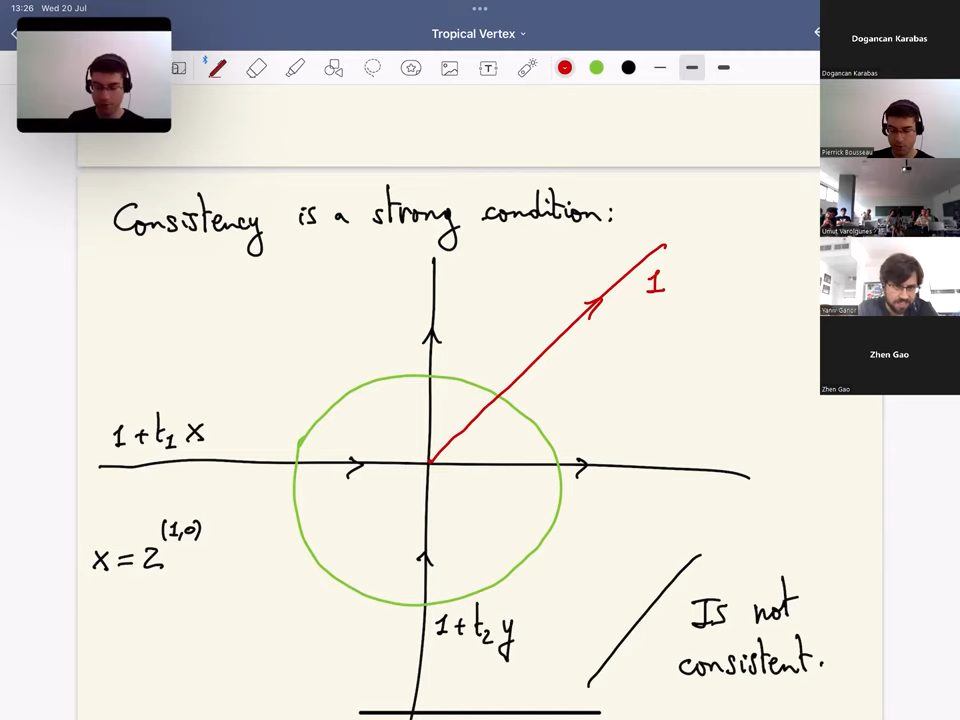 13:26 Wed 20 Jul
Tropical Vertex
T
Dogancan Karabas
Dogancan Karabas
Pierrick Bousseau
Umut Varolgunes
Yaniv Ganor
Zhen Gao
Zhen Gao
Consistency is a strong condition:
1
1 + t₁ x
x = z^(1,0)
1 + t₂ y
Is not
consistent.